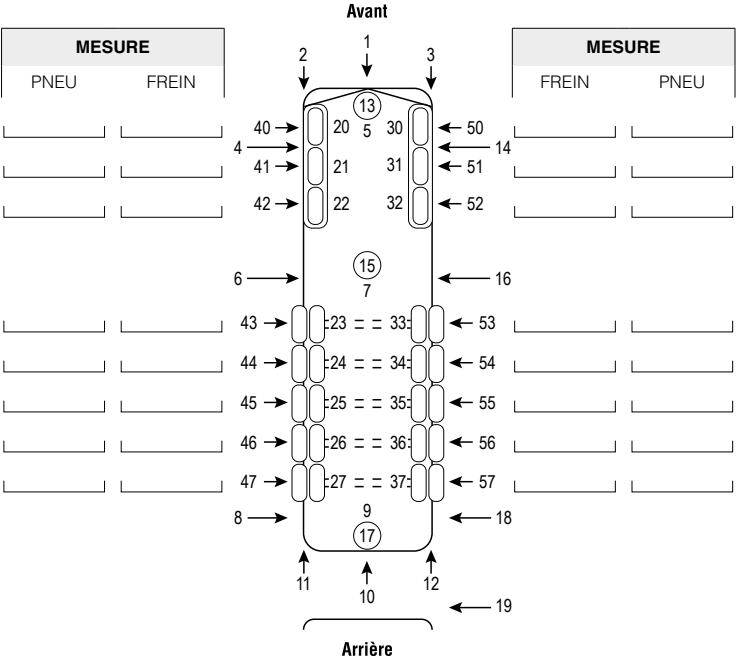 Avant
MESURE 2 1 3 MESURE
PNEU FREIN FREIN PNEU
13
40 20 5 30 50
4 14
41 21 31 51
42 22 32 52
15
6 16
7
43 23 33 53
44 24 34 54
45 25 35 55
46 26 36 56
47 27 37 57
9
8 18
17
11 10 12
19
Arrière